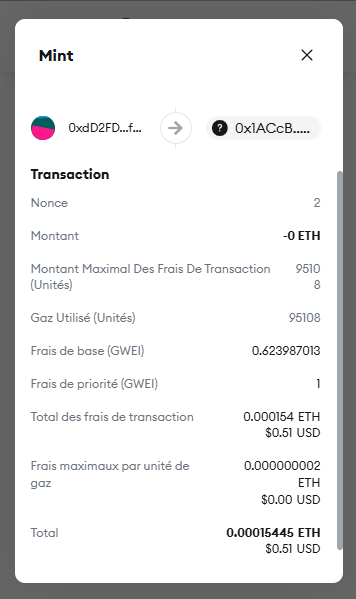 Mint
0xdD2FD...f...
? 0x1ACcB.....
Transaction
Nonce 2
Montant -0 ETH
Montant Maximal Des Frais De Transaction 9510
(Unités) 8
Gaz Utilisé (Unités) 95108
Frais de base (GWEI) 0.623987013
Frais de priorité (GWEI) 1
Total des frais de transaction 0.000154 ETH
$0.51 USD
Frais maximaux par unité de 0.000000002
gaz ETH
$0.00 USD
Total 0.00015445 ETH
$0.51 USD